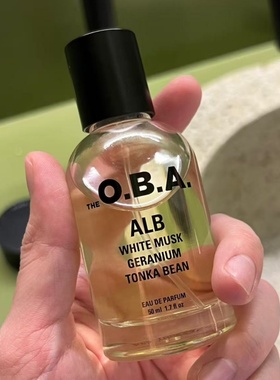 THE O.B.A.
ALB
WHITE MUSK
GERANIUM
TONKA BEAN
EAU DE PARFUM
50 ml 1.7 fl oz